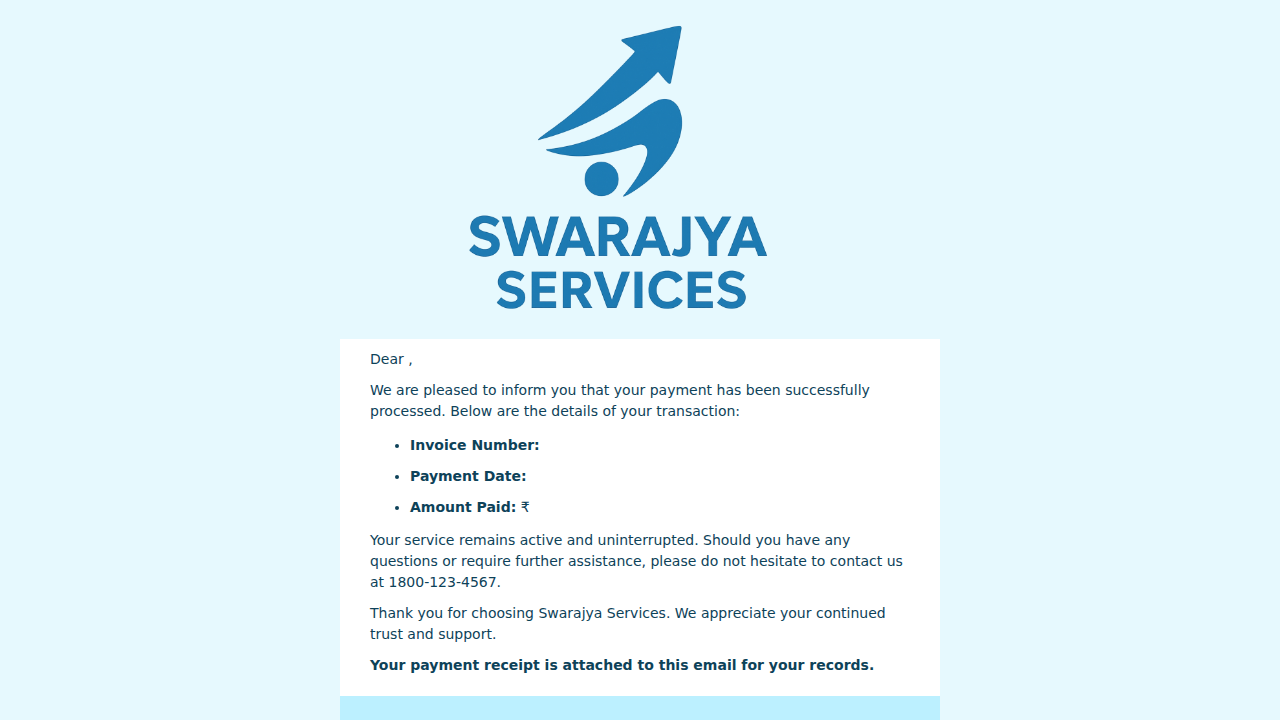 SWARAJYA
SERVICES
Dear ,
We are pleased to inform you that your payment has been successfully
processed. Below are the details of your transaction:
• Invoice Number:
• Payment Date:
• Amount Paid: ₹
Your service remains active and uninterrupted. Should you have any
questions or require further assistance, please do not hesitate to contact us
at 1800-123-4567.
Thank you for choosing Swarajya Services. We appreciate your continued
trust and support.
Your payment receipt is attached to this email for your records.